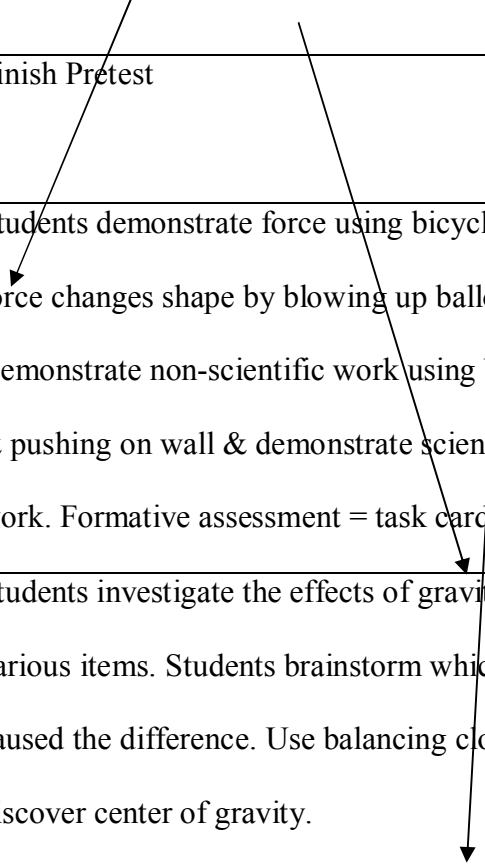 inish Pretest
tudents demonstrate force using bicycl
orce changes shape by blowing up ball
emonstrate non-scientific work using
pushing on wall & demonstrate scien
ork. Formative assessment = task card
tudents investigate the effects of gravit
arious items. Students brainstorm whic
aused the difference. Use balancing clo
iscover center of gravity.